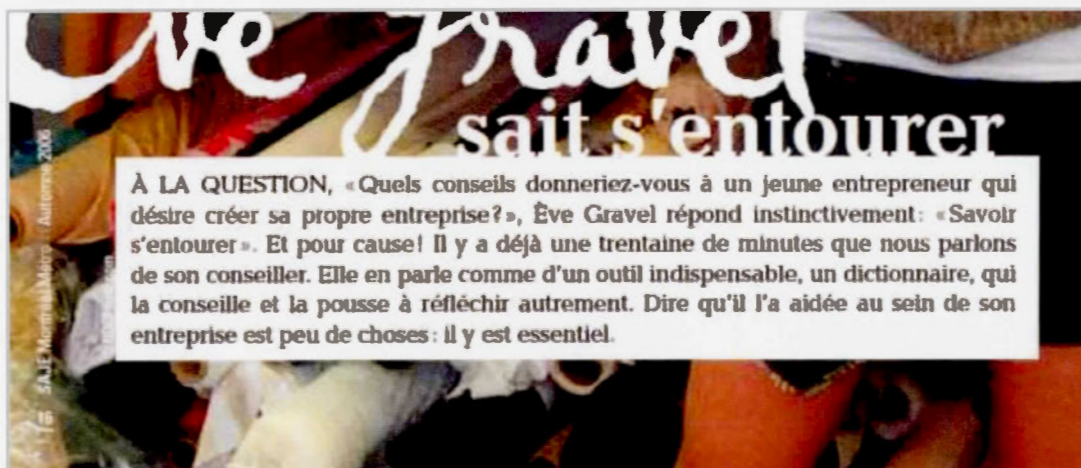 Ève Gravel
sait s'entourer
À LA QUESTION, «Quels conseils donneriez-vous à un jeune entrepreneur qui
désire créer sa propre entreprise?», Ève Gravel répond instinctivement: «Savoir
s'entourer». Et pour cause! Il y a déjà une trentaine de minutes que nous parlons
de son conseiller. Elle en parle comme d'un outil indispensable, un dictionnaire, qui
la conseille et la pousse à réfléchir autrement. Dire qu'il l'a aidée au sein de son
entreprise est peu de choses: il y est essentiel.
SAJE Montréal Métro Automne 2006